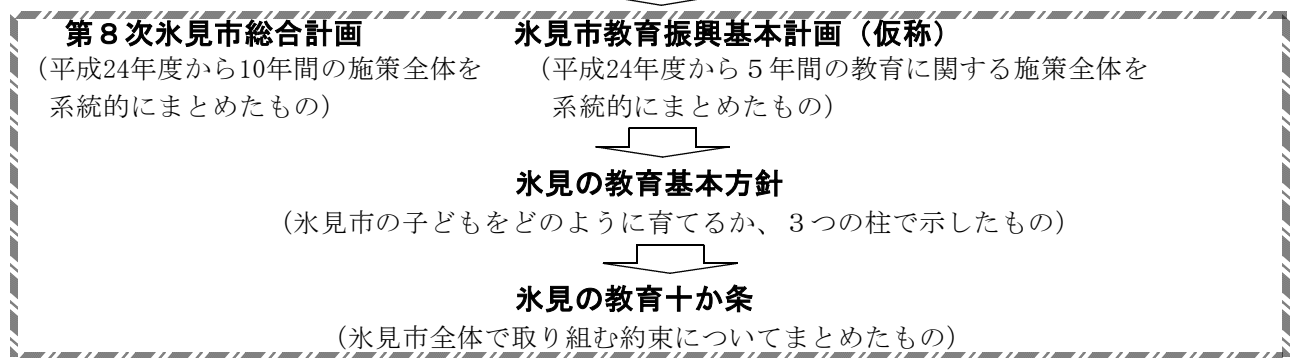 第８次氷見市総合計画　氷見市教育振興基本計画（仮称）
（平成24年度から10年間の施策全体を　（平成24年度から５年間の教育に関する施策全体を
系統的にまとめたもの）　系統的にまとめたもの）
氷見の教育基本方針
（氷見市の子どもをどのように育てるか、３つの柱で示したもの）
氷見の教育十か条
（氷見市全体で取り組む約束についてまとめたもの）